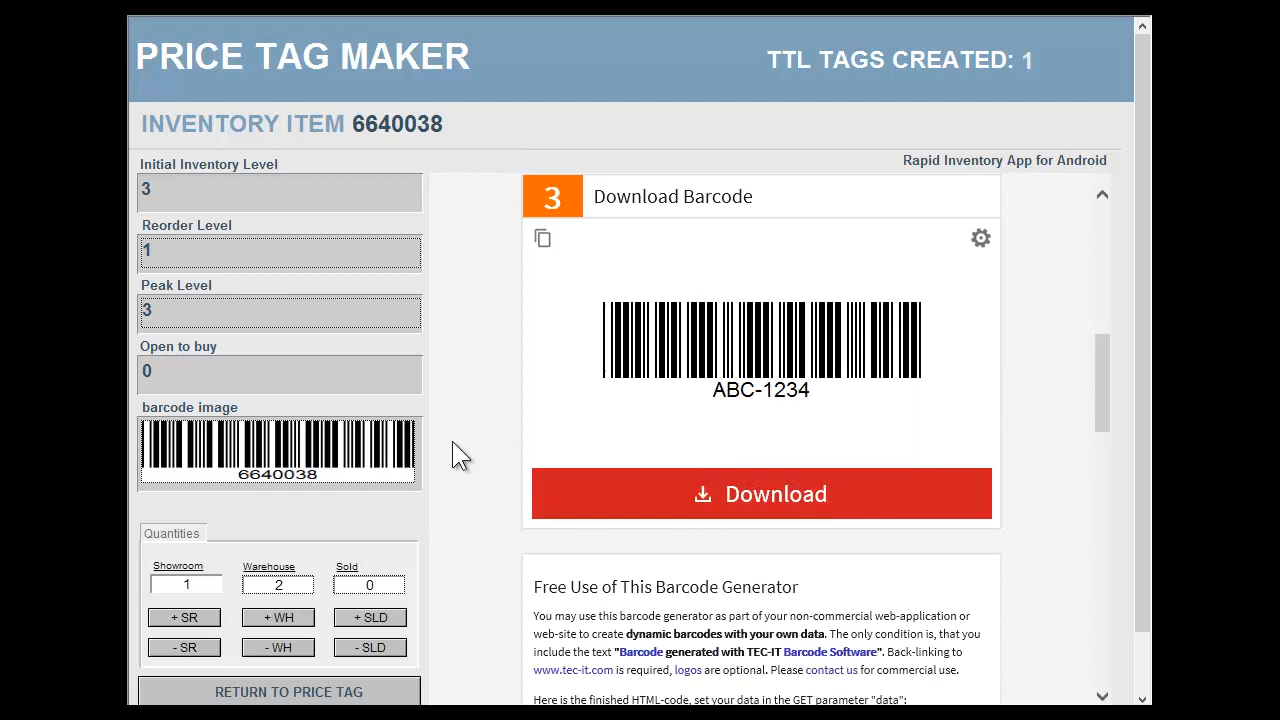 PRICE TAG MAKER
TTL TAGS CREATED: 1
INVENTORY ITEM 6640038
Rapid Inventory App for Android
Initial Inventory Level
3
Reorder Level
1
Peak Level
3
Open to buy
0
barcode image
6640038
Quantities
Showroom Warehouse Sold
1 2 0
+ SR + WH + SLD
- SR - WH - SLD
RETURN TO PRICE TAG
3 Download Barcode
ABC-1234
Download
Free Use of This Barcode Generator
You may use this barcode generator as part of your non-commercial web-application or
web-site to create dynamic barcodes with your own data. The only condition is, that you
include the text "Barcode generated with TEC-IT Barcode Software". Back-linking to
www.tec-it.com is required, logos are optional. Please contact us for commercial use.
Here is the finished HTML-code, set your data in the GET parameter "data":